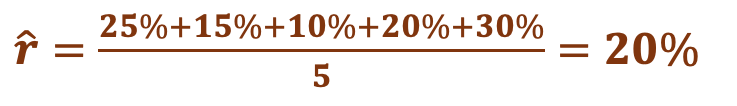 r̂ = 25%+15%+10%+20%+30% / 5 = 20%